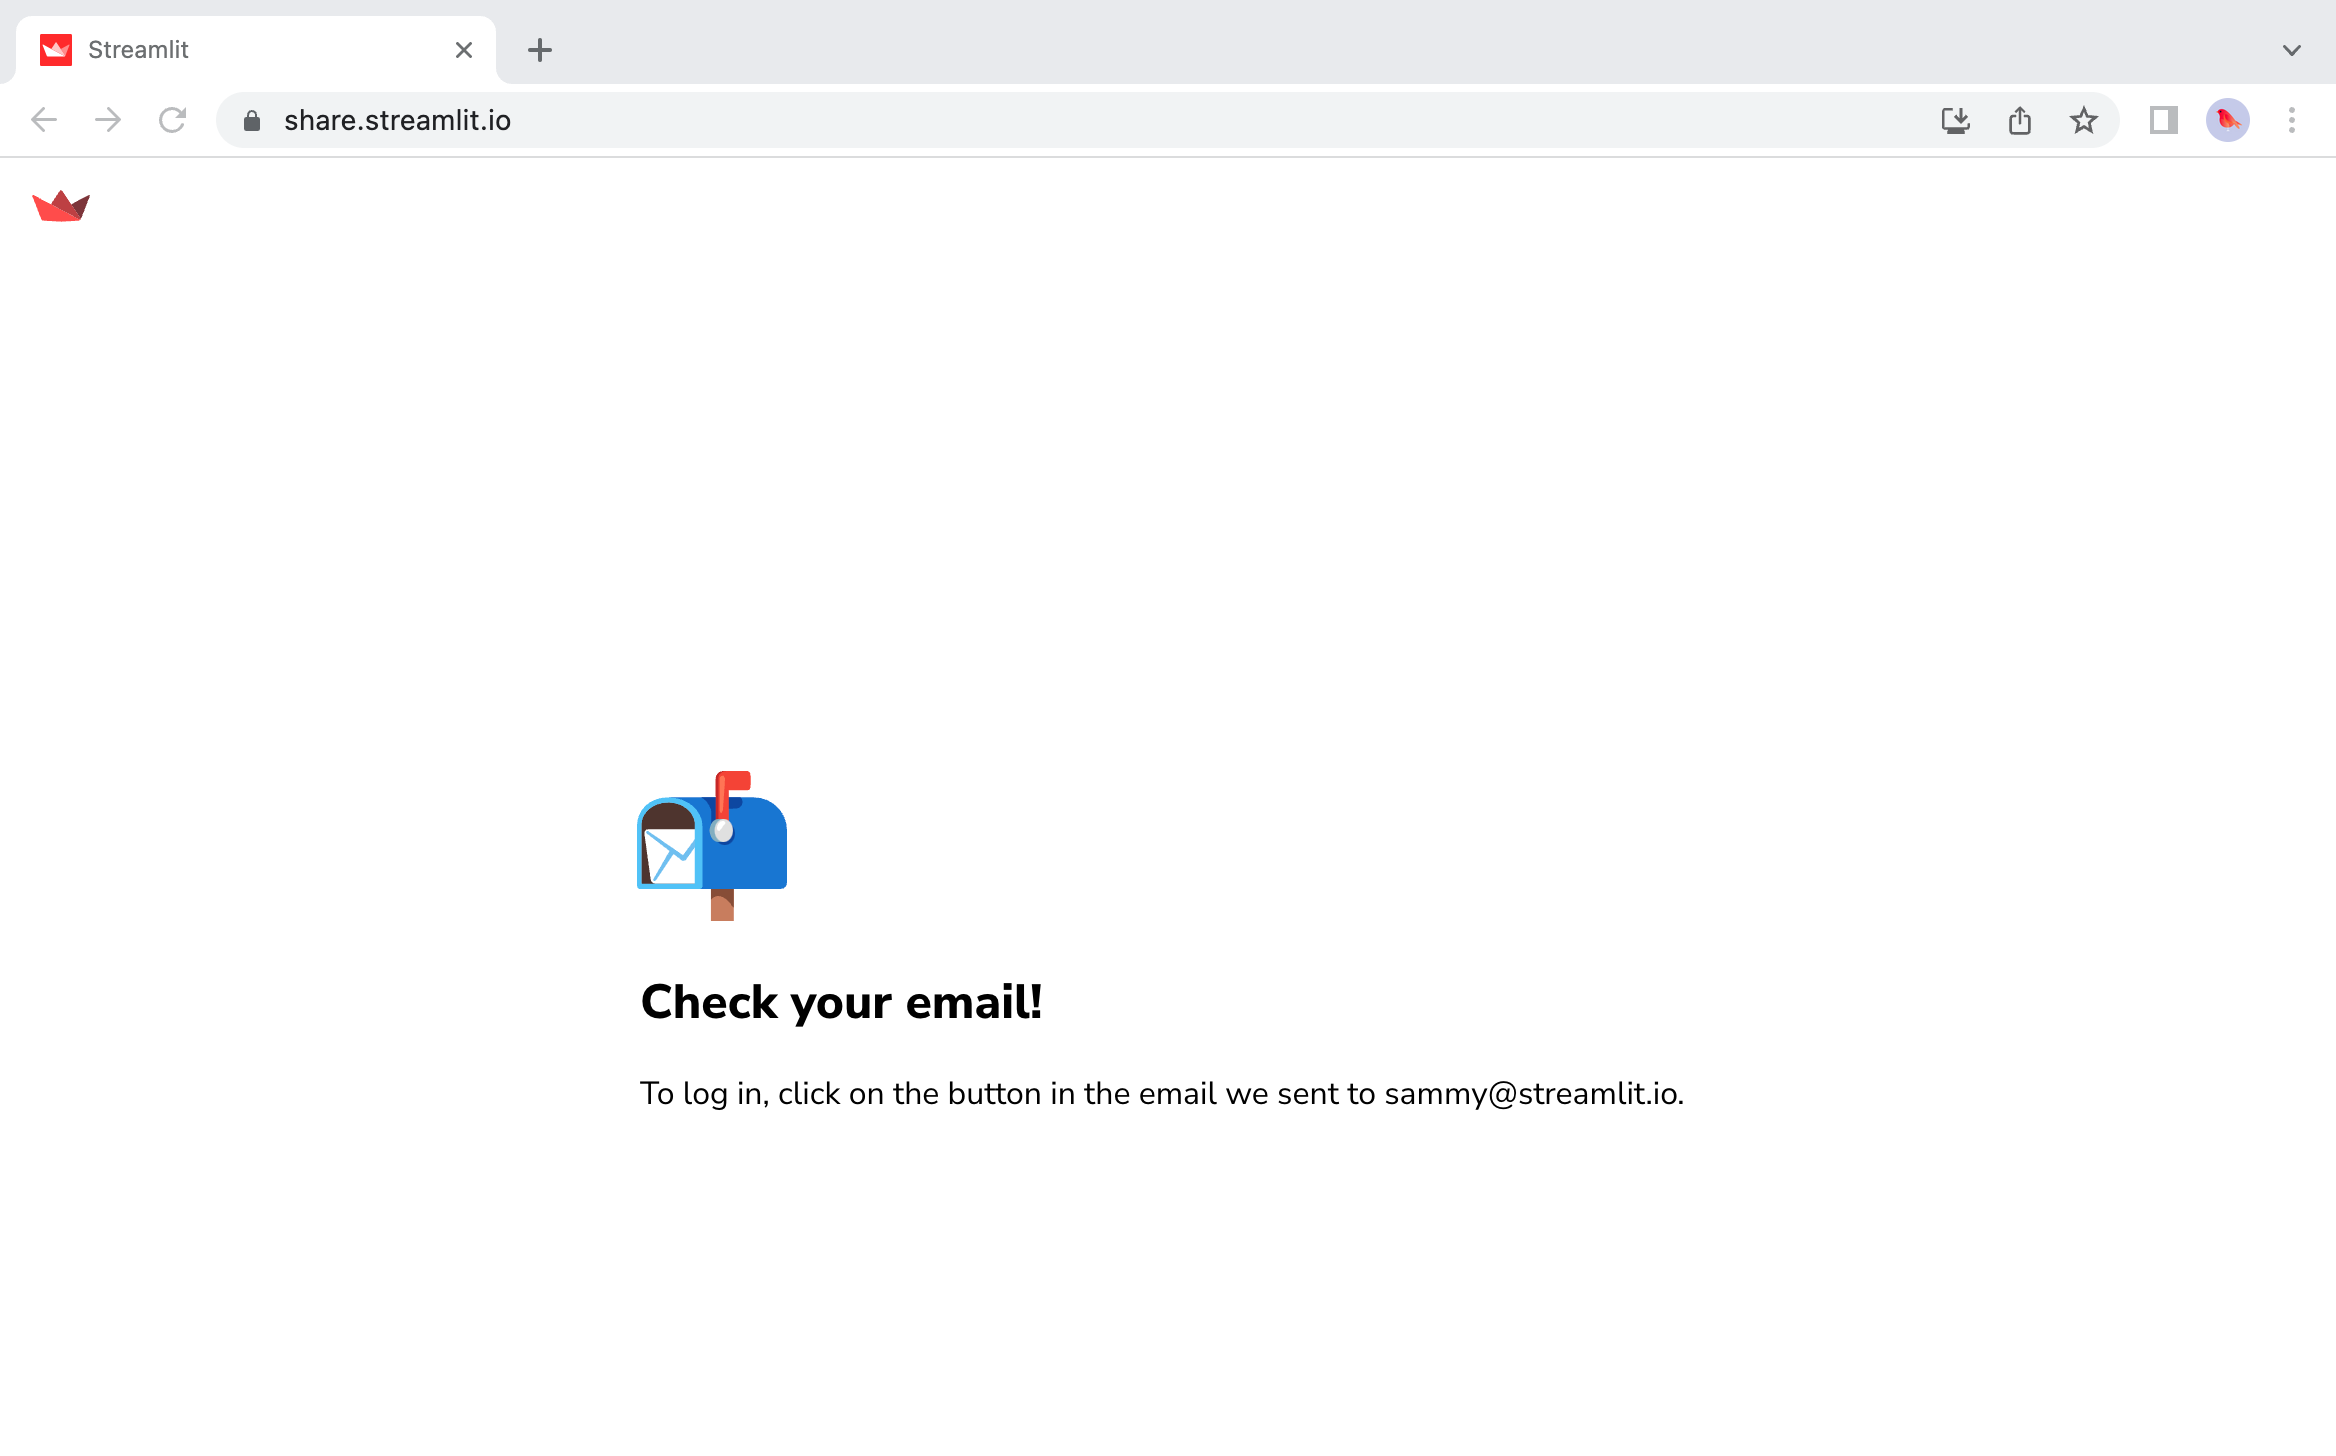 Streamlit
share.streamlit.io
Check your email!
To log in, click on the button in the email we sent to sammy@streamlit.io.